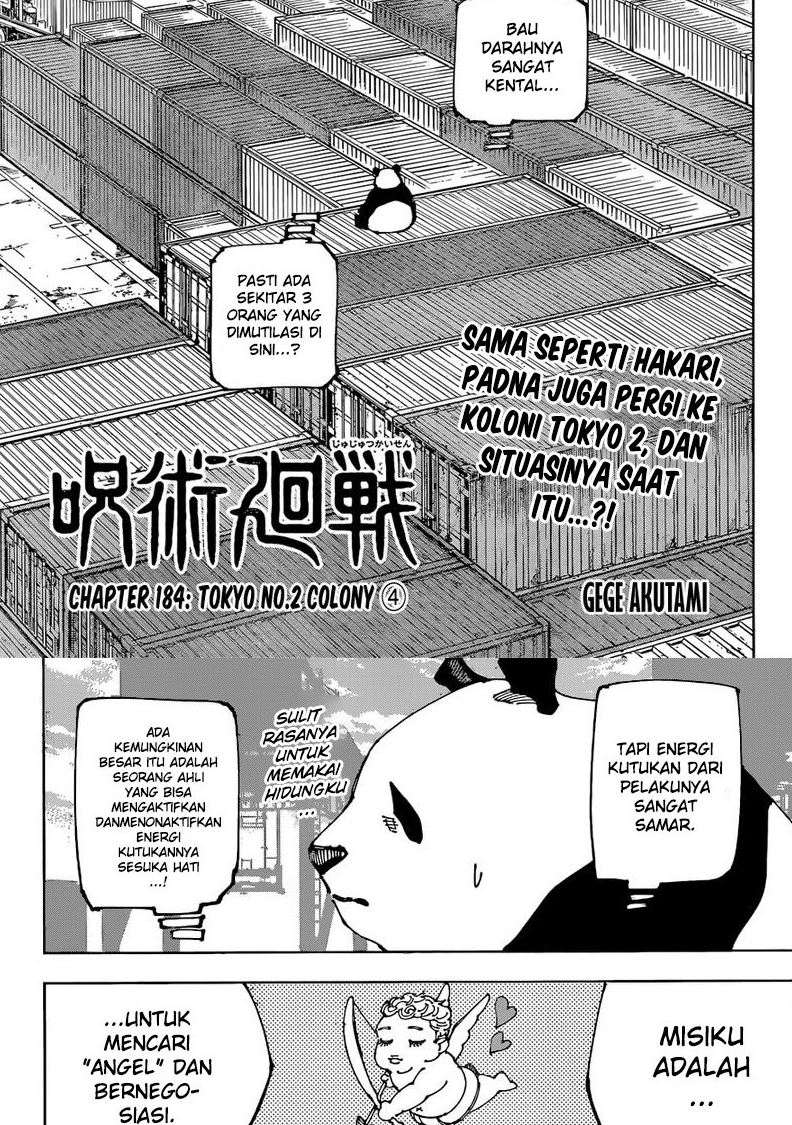 BAU
DARAHNYA
SANGAT
KENTAL...
PASTI ADA
SEKITAR 3
ORANG YANG
DIMUTILASI DI
SINI...?
SAMA SEPERTI HAKARI,
PADNA JUGA PERGI KE
KOLONI TOKYO 2, DAN
SITUASINYA SAAT
ITU...?!
じゅじゅつかいせん
呪術廻戦
CHAPTER 184: TOKYO NO.2 COLONY ④
GEGE AKUTAMI
TAPI ENERGI
KUTUKAN DARI
PELAKUNYA
SANGAT
SAMAR.
SULIT
RASANYA
UNTUK
MEMAKAI
HIDUNGKU
...
ADA
KEMUNGKINAN
BESAR ITU ADALAH
SEORANG AHLI
YANG BISA
MENGAKTIFKAN
DANMENONAKTIFKAN
ENERGI
KUTUKANNYA
SESUKA HATI
...!
MISIKU
ADALAH
...
...UNTUK
MENCARI
"ANGEL" DAN
BERNEGO-
SIASI.